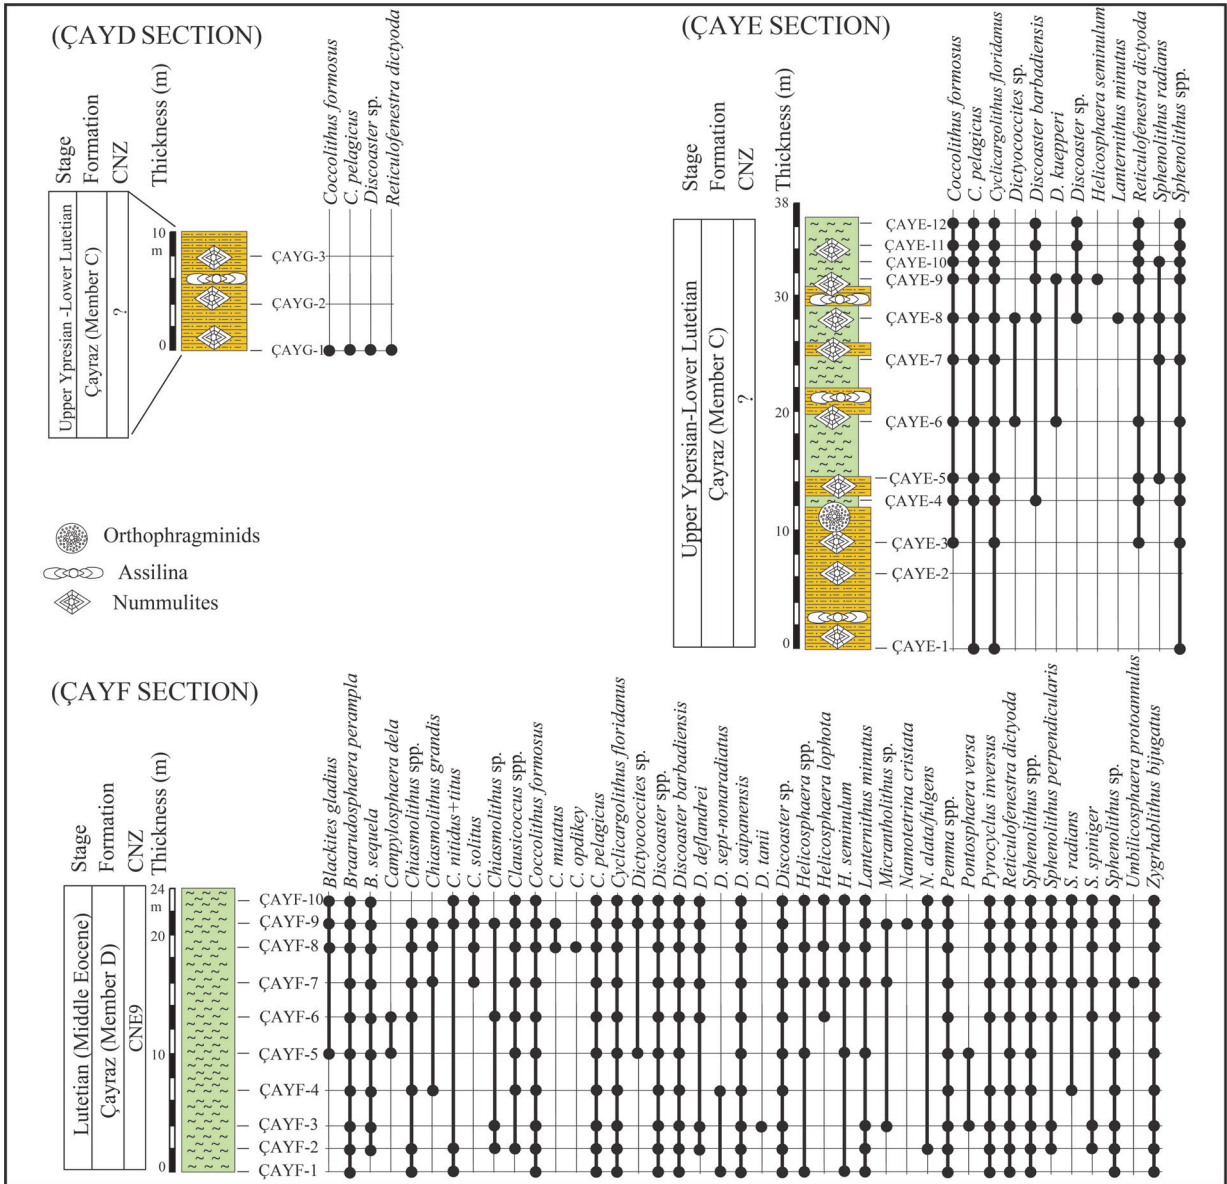 (ÇAYD SECTION)
Stage
Formation
CNZ
Thickness (m)
Coccolithus formosus
C. pelagicus
Discoaster sp.
Reticulofenestra dictyoda
Upper Ypresian -Lower Lutetian
Çayraz (Member C)
?
10
m
0
ÇAYG-3
ÇAYG-2
ÇAYG-1
Orthophragminids
Assilina
Nummulites
(ÇAYE SECTION)
Stage
Formation
CNZ
Thickness (m)
Coccolithus formosus
C. pelagicus
Cyclicargolithus floridanus
Dictyococcites sp.
Discoaster barbadiensis
D. kuepperi
Discoaster sp.
Helicosphaera seminulum
Lanternithus minutus
Reticulofenestra dictyoda
Sphenolithus radians
Sphenolithus spp.
Upper Ypersian-Lower Lutetian
Çayraz (Member C)
?
38
30
20
10
0
ÇAYE-12
ÇAYE-11
ÇAYE-10
ÇAYE-9
ÇAYE-8
ÇAYE-7
ÇAYE-6
ÇAYE-5
ÇAYE-4
ÇAYE-3
ÇAYE-2
ÇAYE-1
(ÇAYF SECTION)
Stage
Formation
CNZ
Thickness (m)
Blackites gladius
Braarudosphaera perampla
B. sequela
Campylosphaera dela
Chiasmolithus spp.
Chiasmolithus grandis
C. nitidus+titus
C. solitus
Chiasmolithus sp.
Clausicoccus spp.
Coccolithus formosus
C. mutatus
C. opdikey
C. pelagicus
Cyclicargolithus floridanus
Dictyococcites sp.
Discoaster spp.
Discoaster barbadiensis
D. deflandrei
D. sept-nonaradiatus
D. saipanensis
D. tanii
Discoaster sp.
Helicosphaera spp.
Helicosphaera lophota
H. seminulum
Lanternithus minutus
Micrantholithus sp.
Nannotetrina cristata
N. alata/fulgens
Pemma spp.
Pontosphaera versa
Pyrocyclus inversus
Reticulofenestra dictyoda
Sphenolithus spp.
Sphenolithus perpendicularis
S. radians
S. spiniger
Sphenolithus sp.
Umbilicosphaera protoannulus
Zygrhablithus bijugatus
Lutetian (Middle Eocene)
Çayraz (Member D)
CNE9
24
m
20
10
0
ÇAYF-10
ÇAYF-9
ÇAYF-8
ÇAYF-7
ÇAYF-6
ÇAYF-5
ÇAYF-4
ÇAYF-3
ÇAYF-2
ÇAYF-1